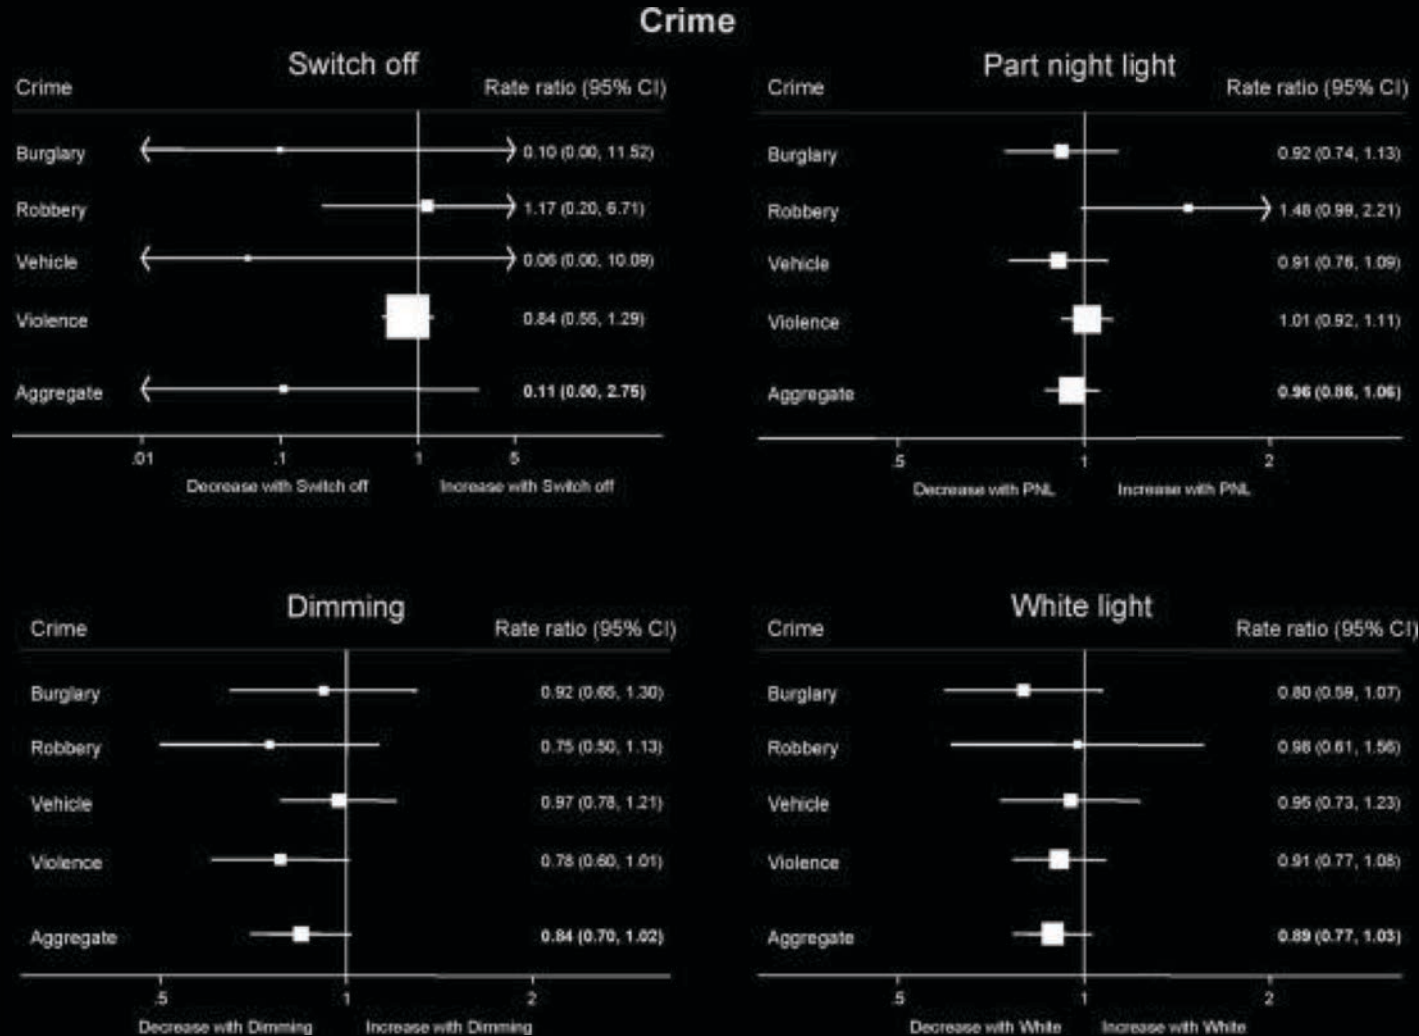 Crime
Switch off
Crime Rate ratio (95% CI)
Burglary 0.10 (0.00, 11.52)
Robbery 1.17 (0.20, 6.71)
Vehicle 0.06 (0.00, 10.09)
Violence 0.84 (0.55, 1.29)
Aggregate 0.11 (0.00, 2.75)
.01 .1 1 5
Decrease with Switch off Increase with Switch off
Part night light
Crime Rate ratio (95% CI)
Burglary 0.92 (0.74, 1.13)
Robbery 1.48 (0.99, 2.21)
Vehicle 0.91 (0.76, 1.09)
Violence 1.01 (0.92, 1.11)
Aggregate 0.96 (0.86, 1.06)
.5 1 2
Decrease with PNL Increase with PNL
Dimming
Crime Rate ratio (95% CI)
Burglary 0.92 (0.65, 1.30)
Robbery 0.75 (0.50, 1.13)
Vehicle 0.97 (0.78, 1.21)
Violence 0.78 (0.60, 1.01)
Aggregate 0.84 (0.70, 1.02)
.5 1 2
Decrease with Dimming Increase with Dimming
White light
Crime Rate ratio (95% CI)
Burglary 0.80 (0.59, 1.07)
Robbery 0.98 (0.61, 1.56)
Vehicle 0.95 (0.73, 1.23)
Violence 0.91 (0.77, 1.08)
Aggregate 0.89 (0.77, 1.03)
.5 1 2
Decrease with White Increase with White